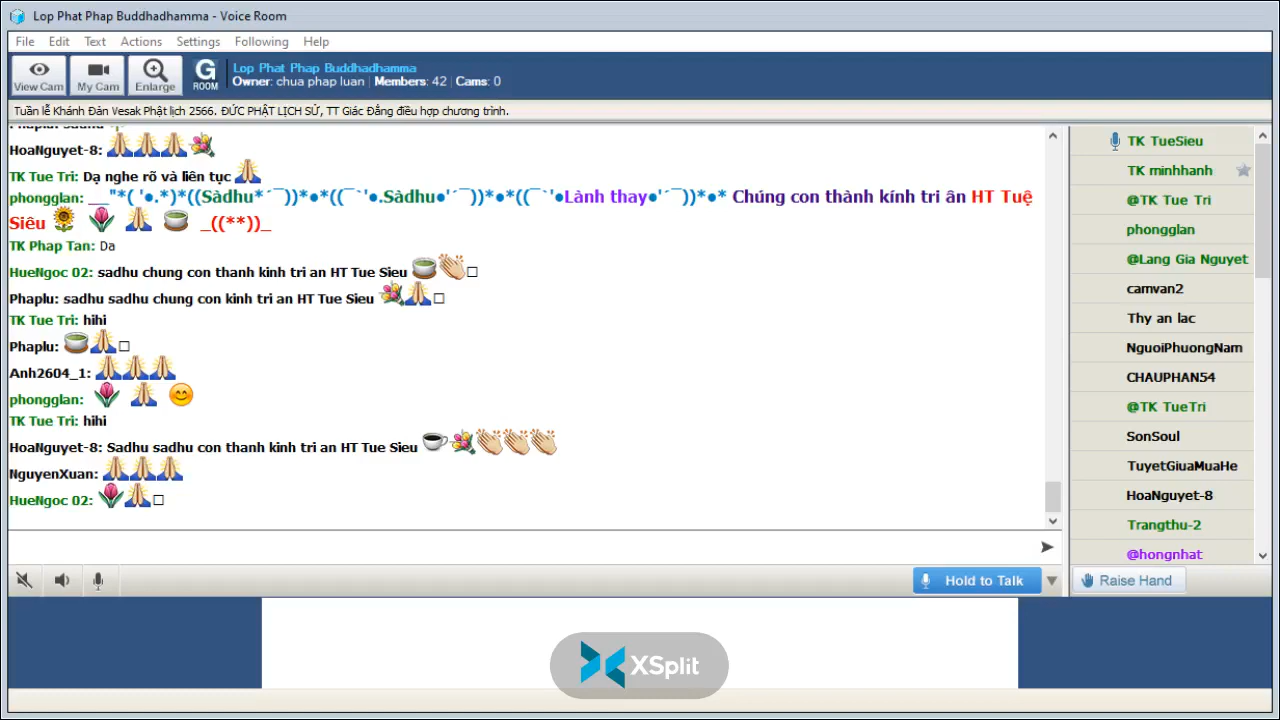 Lop Phat Phap Buddhadhamma - Voice Room
File Edit Text Actions Settings Following Help
View Cam My Cam Enlarge G ROOM
Lop Phat Phap Buddhadhamma
Owner: chua phap luan | Members: 42 | Cams: 0
Tuần lễ Khánh Đản Vesak Phật lịch 2566. ĐỨC PHẬT LỊCH SỬ, TT Giác Đẳng điều hợp chương trình.
Phaplu: sadhu
HoaNguyet-8:
TK Tue Tri: Dạ nghe rõ và liên tục
phongglan: __"*( '●.*)*((Sàdhu*´¯))*●*((¯`'●.Sàdhu●'´¯))*●*((¯`'●Lành thay●'´¯))*●* Chúng con thành kính tri ân HT Tuệ
Siêu _((**))_
TK Phap Tan: Da
HueNgoc 02: sadhu chung con thanh kinh tri an HT Tue Sieu
Phaplu: sadhu sadhu chung con kinh tri an HT Tue Sieu
TK Tue Tri: hihi
Phaplu:
Anh2604_1:
phongglan:
TK Tue Tri: hihi
HoaNguyet-8: Sadhu sadhu con thanh kinh tri an HT Tue Sieu
NguyenXuan:
HueNgoc 02:
Hold to Talk
TK TueSieu
TK minhhanh
@TK Tue Tri
phongglan
@Lang Gia Nguyet
camvan2
Thy an lac
NguoiPhuongNam
CHAUPHAN54
@TK TueTri
SonSoul
TuyetGiuaMuaHe
HoaNguyet-8
Trangthu-2
@hongnhat
Raise Hand
XSplit